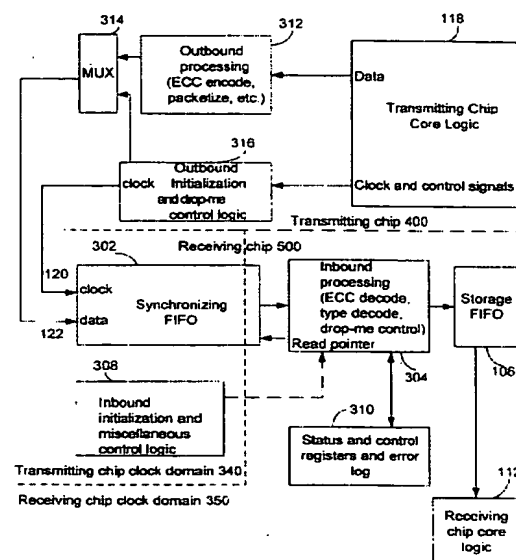 314
312
118
MUX
Outbound
processing
(ECC encode,
packetize, etc.)
Data
Transmitting Chip
Core Logic
316
clock
Outbound
Initialization
and drop-me
control logic
Clock and control signals
Transmitting chip 400
Receiving chip 500
302
120
clock
Synchronizing
FIFO
data
122
Inbound
processing
(ECC decode,
type decode,
drop-me control)
Read pointer
304
Storage
FIFO
106
308
Inbound
initialization and
miscellaneous
control logic
310
Status and control
registers and error
log
Transmitting chip clock domain 340
Receiving chip clock domain 350
Receiving
chip core
logic